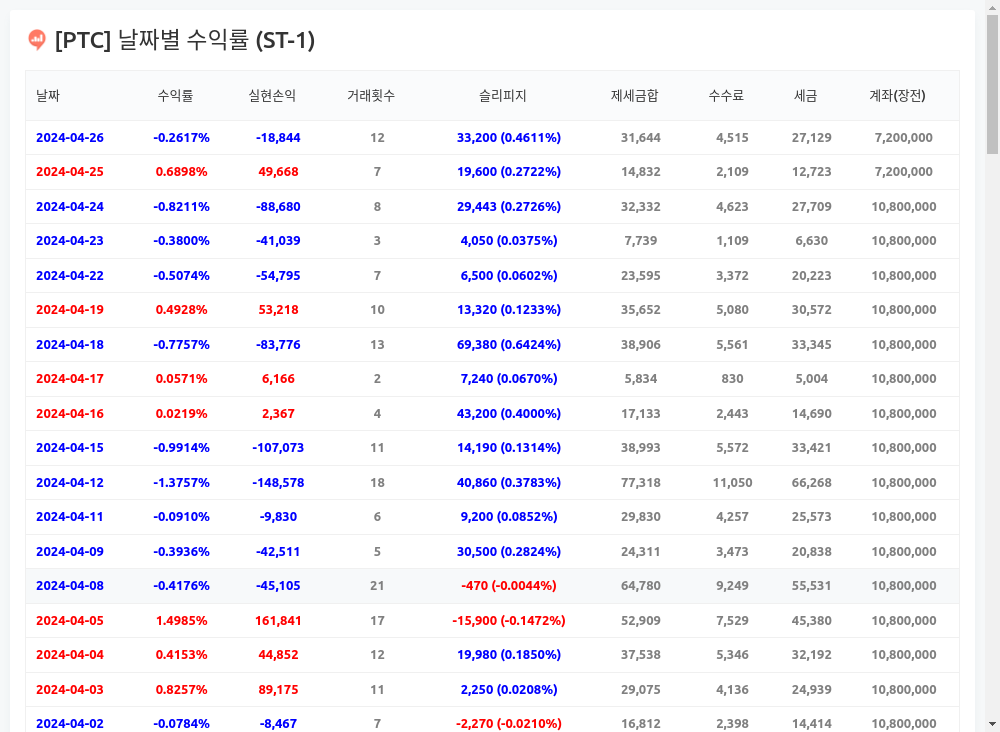 [PTC] 날짜별 수익률 (ST-1)
날짜 수익률 실현손익 거래횟수 슬리피지 제세금합 수수료 세금 계좌(장전)
2024-04-26 -0.2617% -18,844 12 33,200 (0.4611%) 31,644 4,515 27,129 7,200,000
2024-04-25 0.6898% 49,668 7 19,600 (0.2722%) 14,832 2,109 12,723 7,200,000
2024-04-24 -0.8211% -88,680 8 29,443 (0.2726%) 32,332 4,623 27,709 10,800,000
2024-04-23 -0.3800% -41,039 3 4,050 (0.0375%) 7,739 1,109 6,630 10,800,000
2024-04-22 -0.5074% -54,795 7 6,500 (0.0602%) 23,595 3,372 20,223 10,800,000
2024-04-19 0.4928% 53,218 10 13,320 (0.1233%) 35,652 5,080 30,572 10,800,000
2024-04-18 -0.7757% -83,776 13 69,380 (0.6424%) 38,906 5,561 33,345 10,800,000
2024-04-17 0.0571% 6,166 2 7,240 (0.0670%) 5,834 830 5,004 10,800,000
2024-04-16 0.0219% 2,367 4 43,200 (0.4000%) 17,133 2,443 14,690 10,800,000
2024-04-15 -0.9914% -107,073 11 14,190 (0.1314%) 38,993 5,572 33,421 10,800,000
2024-04-12 -1.3757% -148,578 18 40,860 (0.3783%) 77,318 11,050 66,268 10,800,000
2024-04-11 -0.0910% -9,830 6 9,200 (0.0852%) 29,830 4,257 25,573 10,800,000
2024-04-09 -0.3936% -42,511 5 30,500 (0.2824%) 24,311 3,473 20,838 10,800,000
2024-04-08 -0.4176% -45,105 21 -470 (-0.0044%) 64,780 9,249 55,531 10,800,000
2024-04-05 1.4985% 161,841 17 -15,900 (-0.1472%) 52,909 7,529 45,380 10,800,000
2024-04-04 0.4153% 44,852 12 19,980 (0.1850%) 37,538 5,346 32,192 10,800,000
2024-04-03 0.8257% 89,175 11 2,250 (0.0208%) 29,075 4,136 24,939 10,800,000
2024-04-02 -0.0784% -8,467 7 -2,270 (-0.0210%) 16,812 2,398 14,414 10,800,000